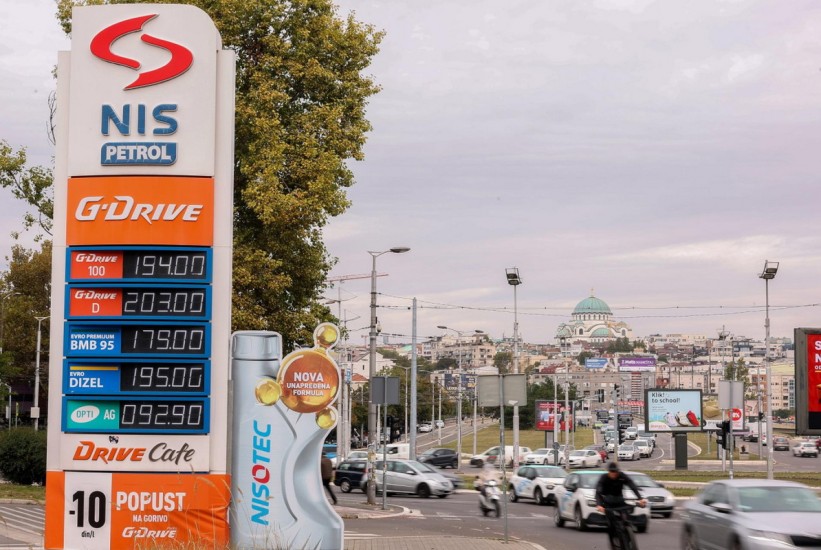 NIS
PETROL
G-DRIVE
G-DRIVE
100
194.00
G-DRIVE
D
203.00
EVRO PREMIUM
BMB 95
179.00
EVRO
DIZEL
195.00
OPTI AG
092.90
DRIVE CAFE
-10
din/l
POPUST
NA GORIVO
G-DRIVE
NOVA
UNAPREĐENA
FORMULA
NISOTEC
Klik!
to school!